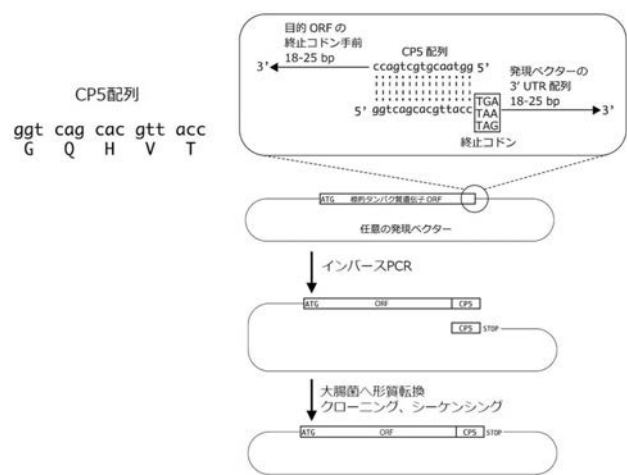 CP5配列
ggt cag cac gtt acc
G Q H V T
目的 ORF の
終止コドン手前
18-25 bp
3’
CP5 配列
ccagtcgtgcaatgg 5’
5’ ggtcagcacgttacc
TGA
TAA
TAG
終止コドン
発現ベクターの
3’ UTR 配列
18-25 bp
3’
ATG 標的タンパク質遺伝子 ORF
任意の発現ベクター
インバースPCR
ATG ORF CP5
CP5 STOP
大腸菌へ形質転換
クローニング、シーケンシング
ATG ORF CP5 STOP